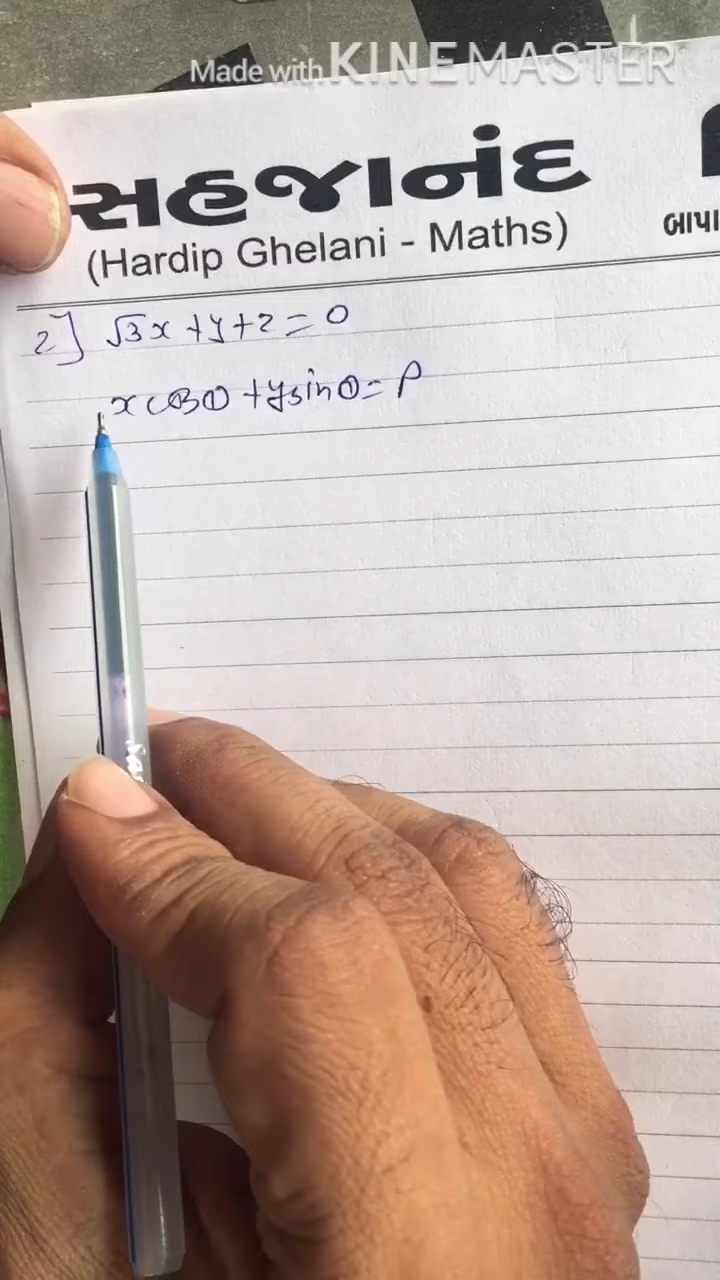 Made with KINEMASTER
સહજાનંદ
(Hardip Ghelani - Maths)
બાપા
2] √3x + y + 2 = 0
x cosθ + y sinθ = P